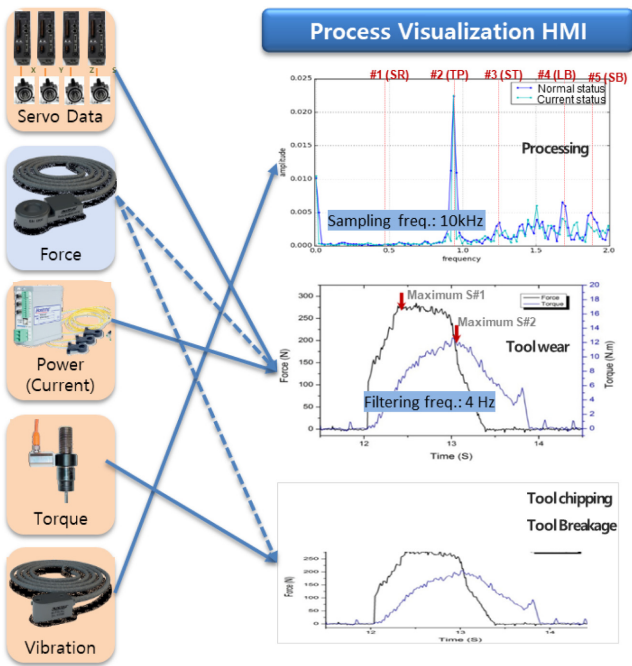 Process Visualization HMI
X
Y
Z
S
Servo Data
Force
Power
(Current)
Torque
Vibration
#1 (SR)
#2 (TP)
#3 (ST)
#4 (LB)
#5 (SB)
Normal status
Current status
Processing
Sampling freq.: 10kHz
amplitude
0.025
0.020
0.015
0.010
0.005
0.000
0.0
0.5
1.0
1.5
2.0
frequency
Maximum S#1
Maximum S#2
Force
Torque
Tool wear
Filtering freq.: 4 Hz
Force (N)
300
250
200
150
100
50
0
Torque (N.m)
20
18
16
14
12
10
8
6
4
2
0
12
13
14
Time (S)
Tool chipping
Tool Breakage
Force(N)
250
200
150
100
50
0
12
13
14
Time (S)